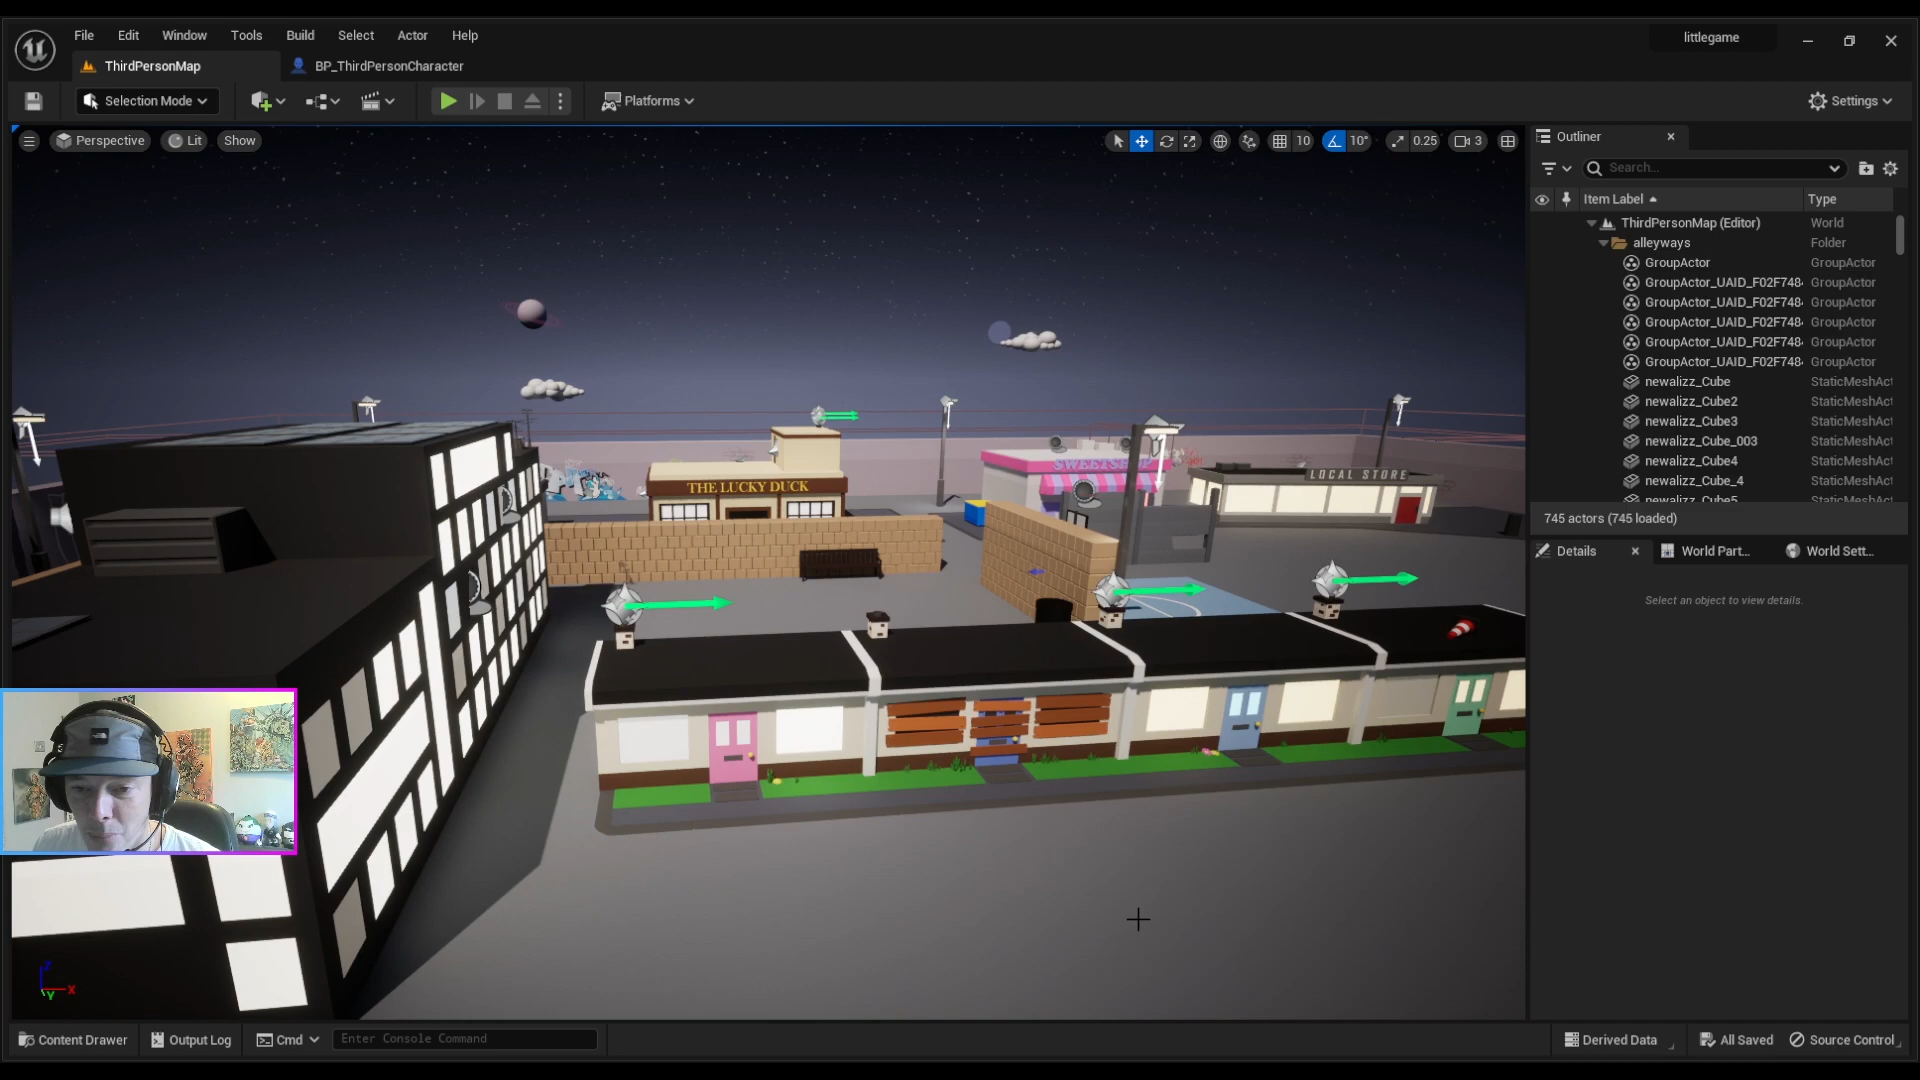 File Edit Window Tools Build Select Actor Help
littlegame
ThirdPersonMap
BP_ThirdPersonCharacter
Selection Mode
Platforms
Settings
Perspective
Lit
Show
10
10°
0.25
3
Outliner
Search...
Item Label
Type
ThirdPersonMap (Editor) World
alleyways Folder
GroupActor GroupActor
GroupActor_UAID_F02F748 GroupActor
GroupActor_UAID_F02F748 GroupActor
GroupActor_UAID_F02F748 GroupActor
GroupActor_UAID_F02F748 GroupActor
GroupActor_UAID_F02F748 GroupActor
newalizz_Cube StaticMeshAct
newalizz_Cube2 StaticMeshAct
newalizz_Cube3 StaticMeshAct
newalizz_Cube_003 StaticMeshAct
newalizz_Cube4 StaticMeshAct
newalizz_Cube_4 StaticMeshAct
newalizz_Cube5 StaticMeshAct
745 actors (745 loaded)
Details
World Part...
World Sett...
Select an object to view details.
SWEETSHOP
LOCAL STORE
THE LUCKY DUCK
Z
X
Y
Content Drawer
Output Log
Cmd
Enter Console Command
Derived Data
All Saved
Source Control